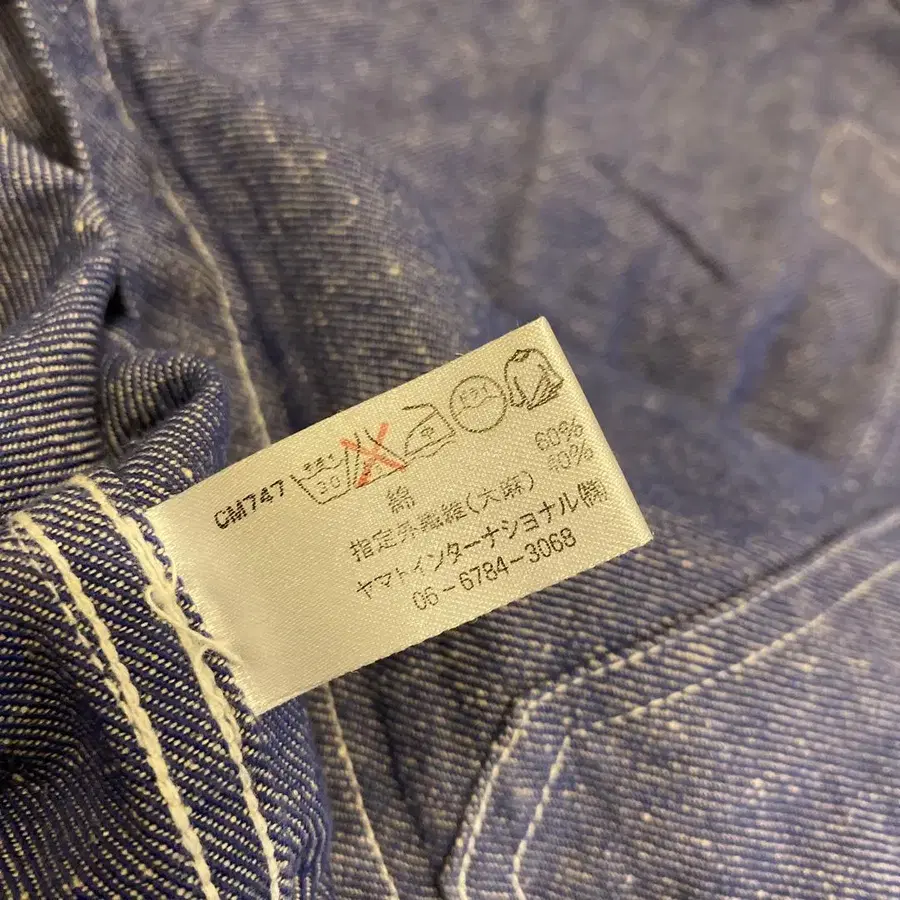 CM747
30
綿 60%
指定外繊維(大麻) 40%
ヤマトインターナショナル(株)
06-6784-3068